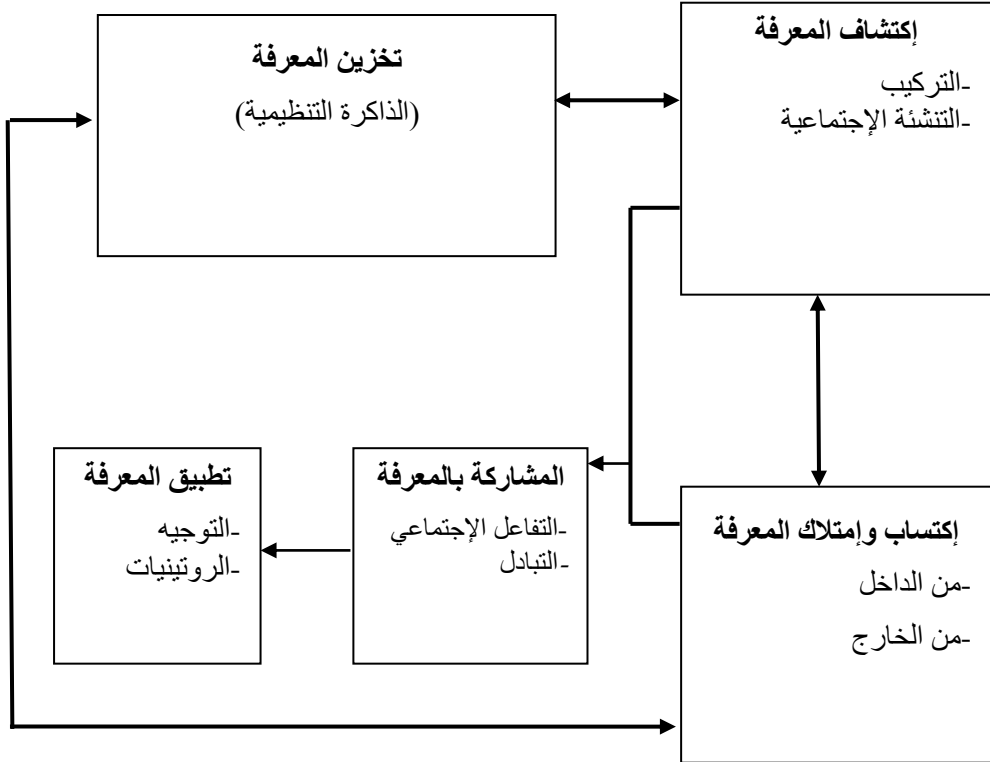 إكتشاف المعرفة
-التركيب
-التنشئة الإجتماعية
تخزين المعرفة
(الذاكرة التنظيمية)
إكتساب وإمتلاك المعرفة
-من الداخل
-من الخارج
المشاركة بالمعرفة
-التفاعل الإجتماعي
-التبادل
تطبيق المعرفة
-التوجيه
-الروتينيات